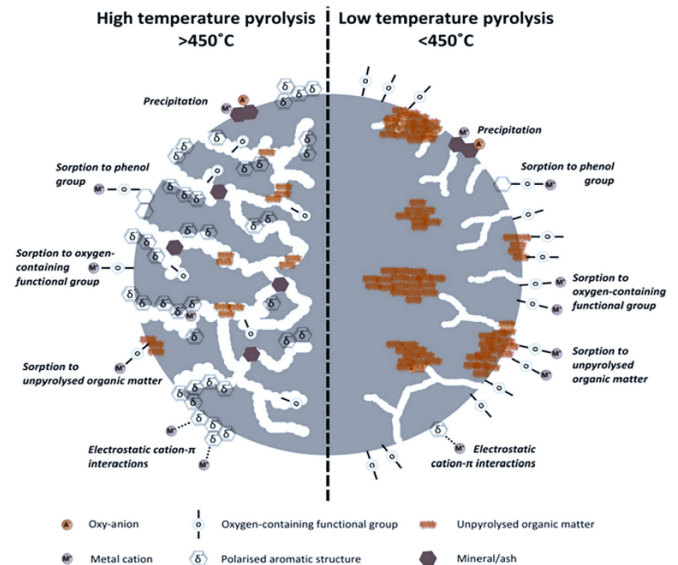 High temperature pyrolysis
>450˚C
Low temperature pyrolysis
<450˚C
Precipitation
M⁺
A⁻
δ
Sorption to phenol
group
M⁺
O
Sorption to oxygen-
containing
functional group
M⁺
O
Sorption to
unpyrolysed organic matter
M⁺
Electrostatic cation-π
interactions
M⁺
M⁺
Precipitation
M⁺
A⁻
Sorption to phenol
group
O
M⁺
Sorption to
oxygen-containing
functional group
O
M⁺
O
M⁺
Sorption to
unpyrolysed
organic matter
O
M⁺
O
M⁺
Electrostatic
cation-π interactions
δ
M⁺
A⁻ Oxy-anion
O Oxygen-containing functional group
Unpyrolysed organic matter
M⁺ Metal cation
δ Polarised aromatic structure
Mineral/ash